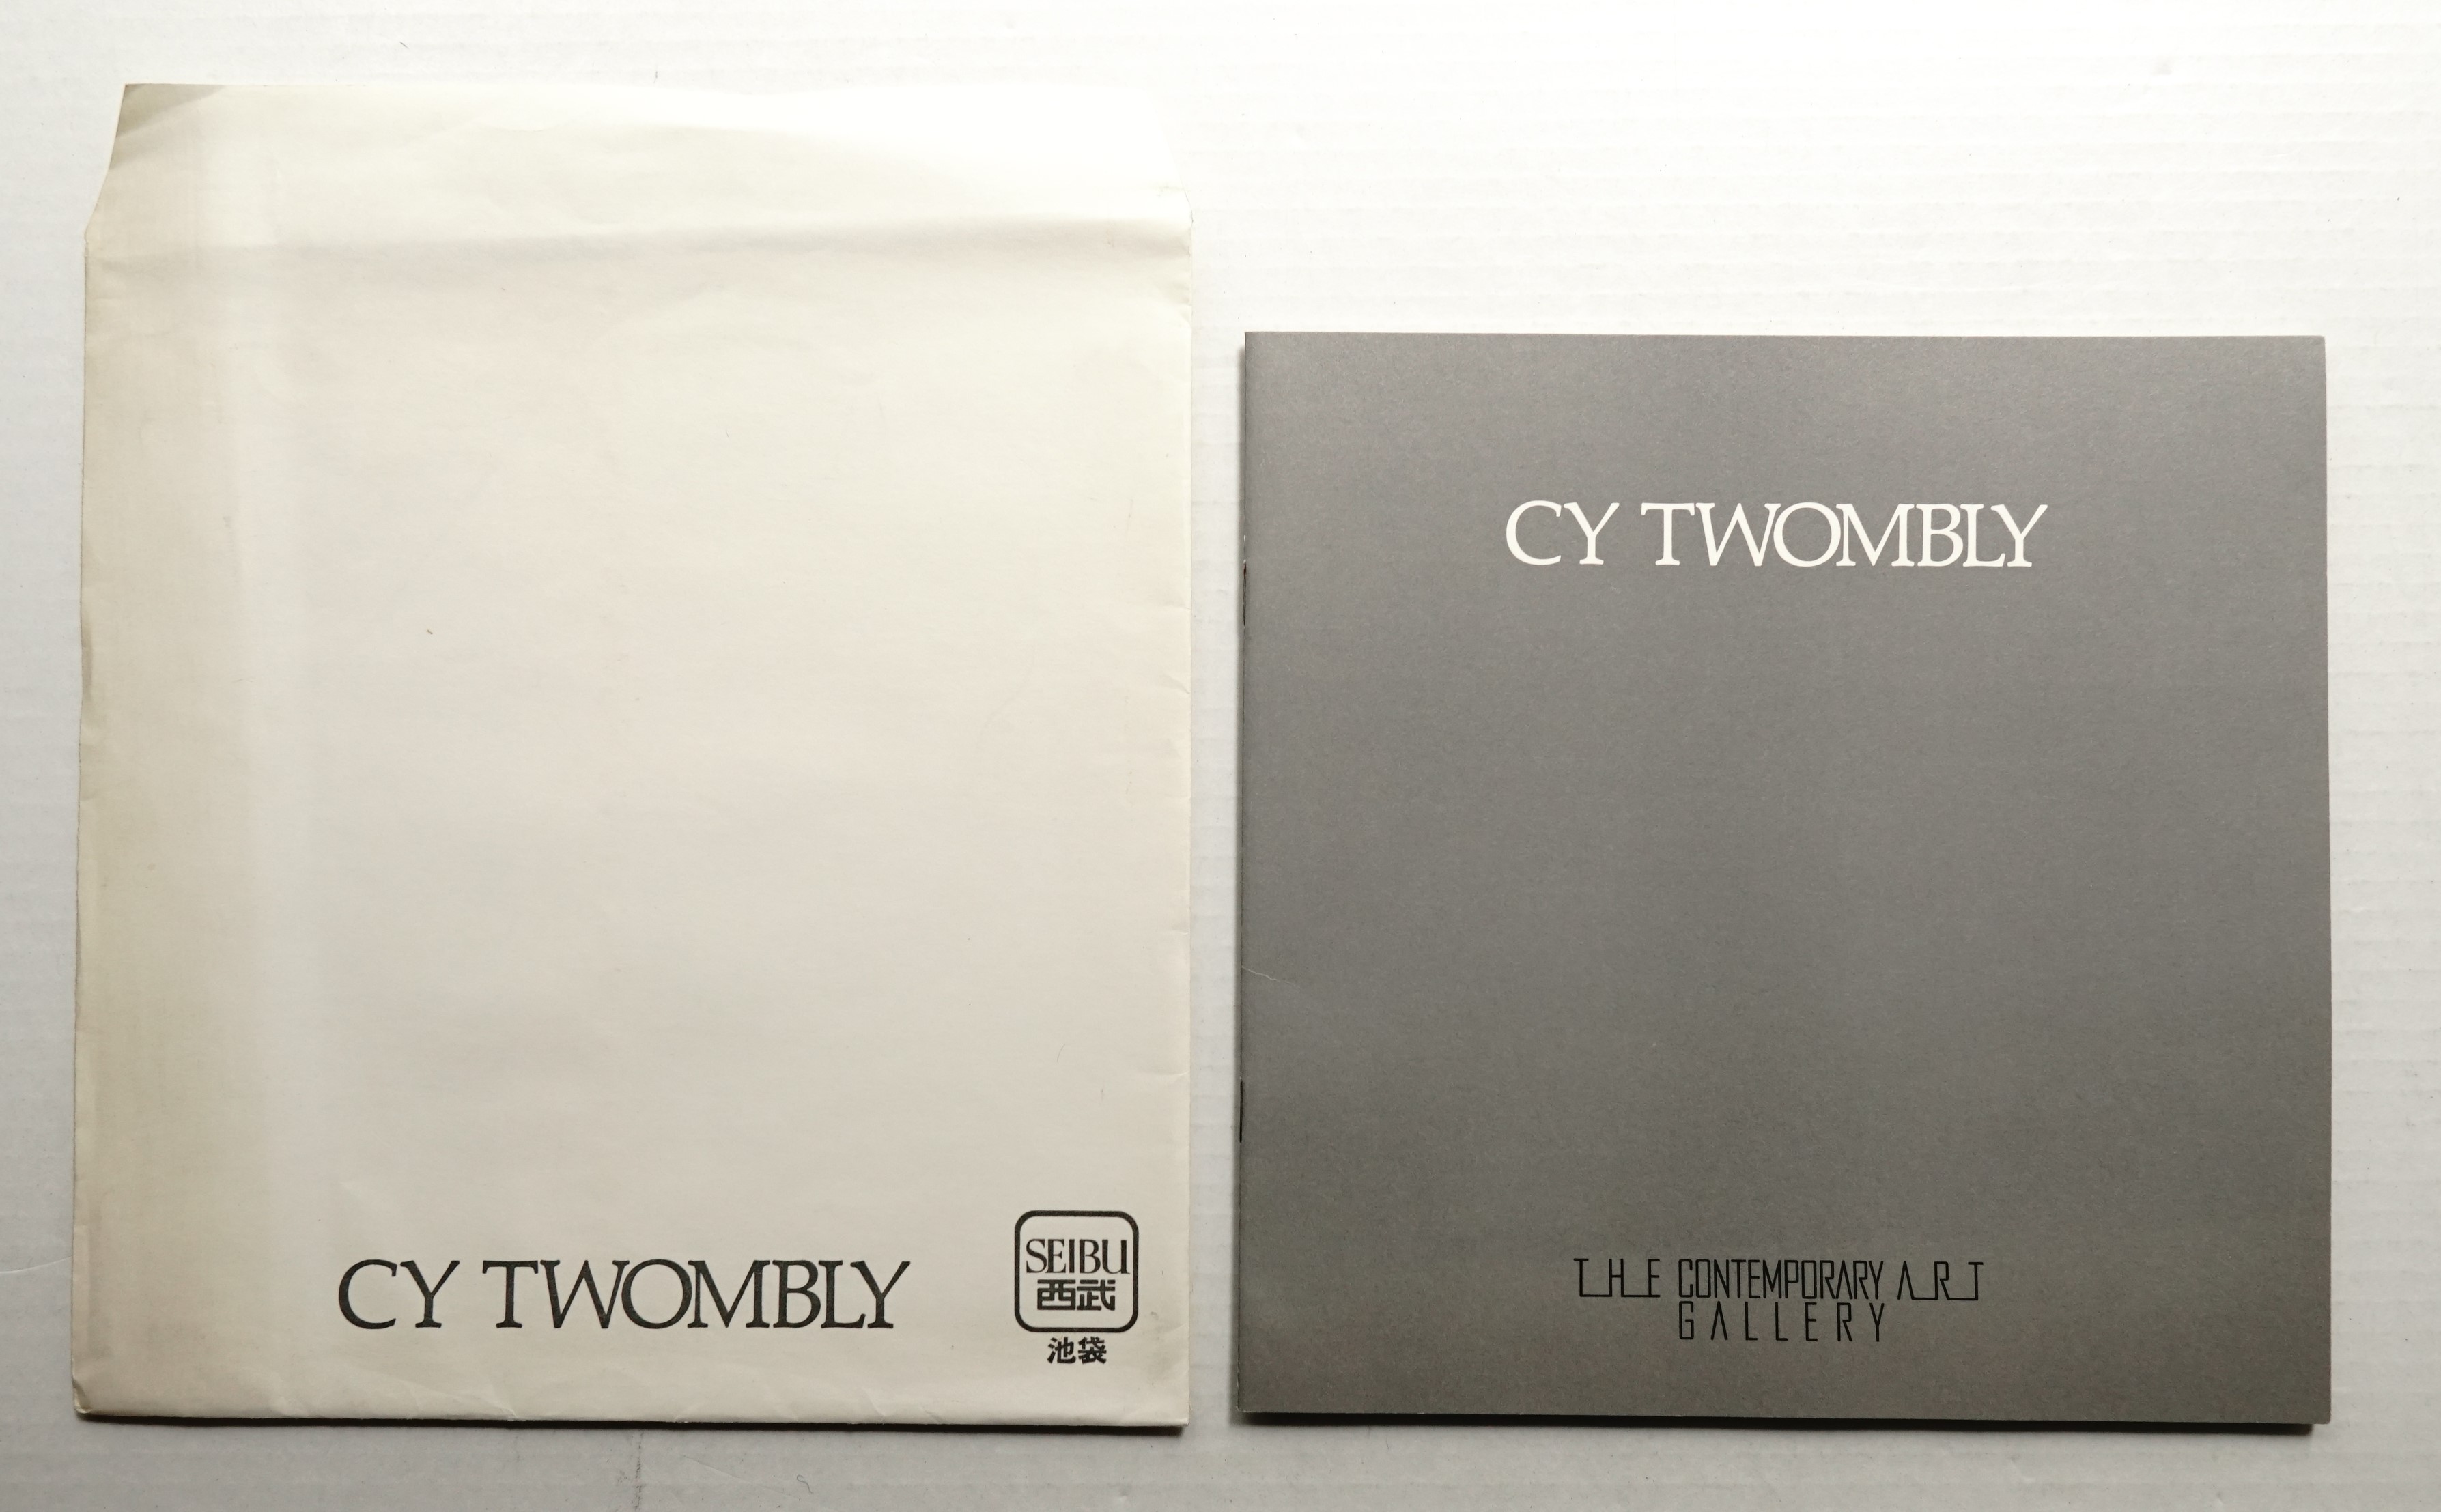 CY TWOMBLY
SEIBU
西武
池袋
CY TWOMBLY
THE CONTEMPORARY ART
GALLERY